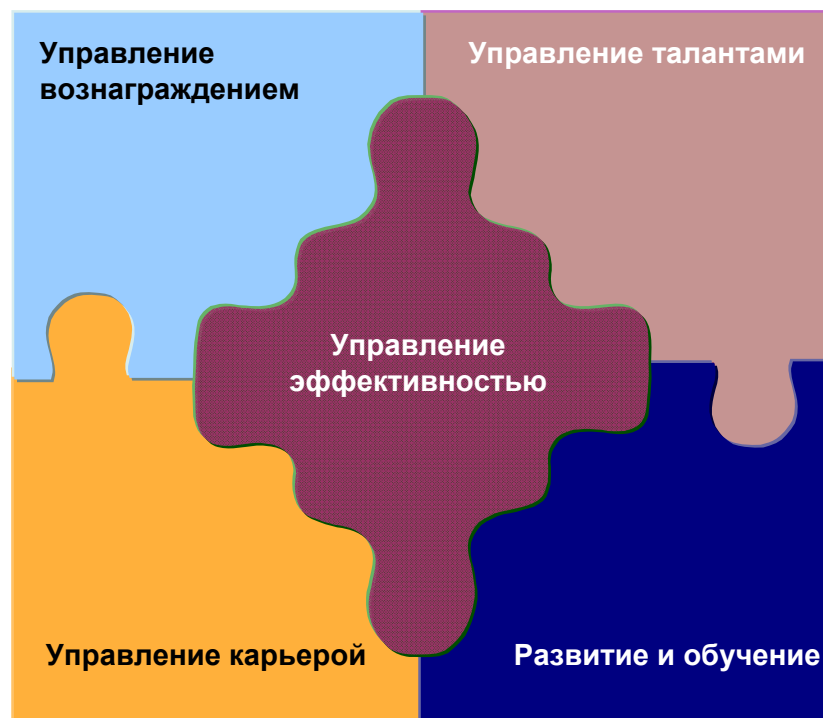 Управление
вознаграждением
Управление талантами
Управление
эффективностью
Управление карьерой
Развитие и обучение